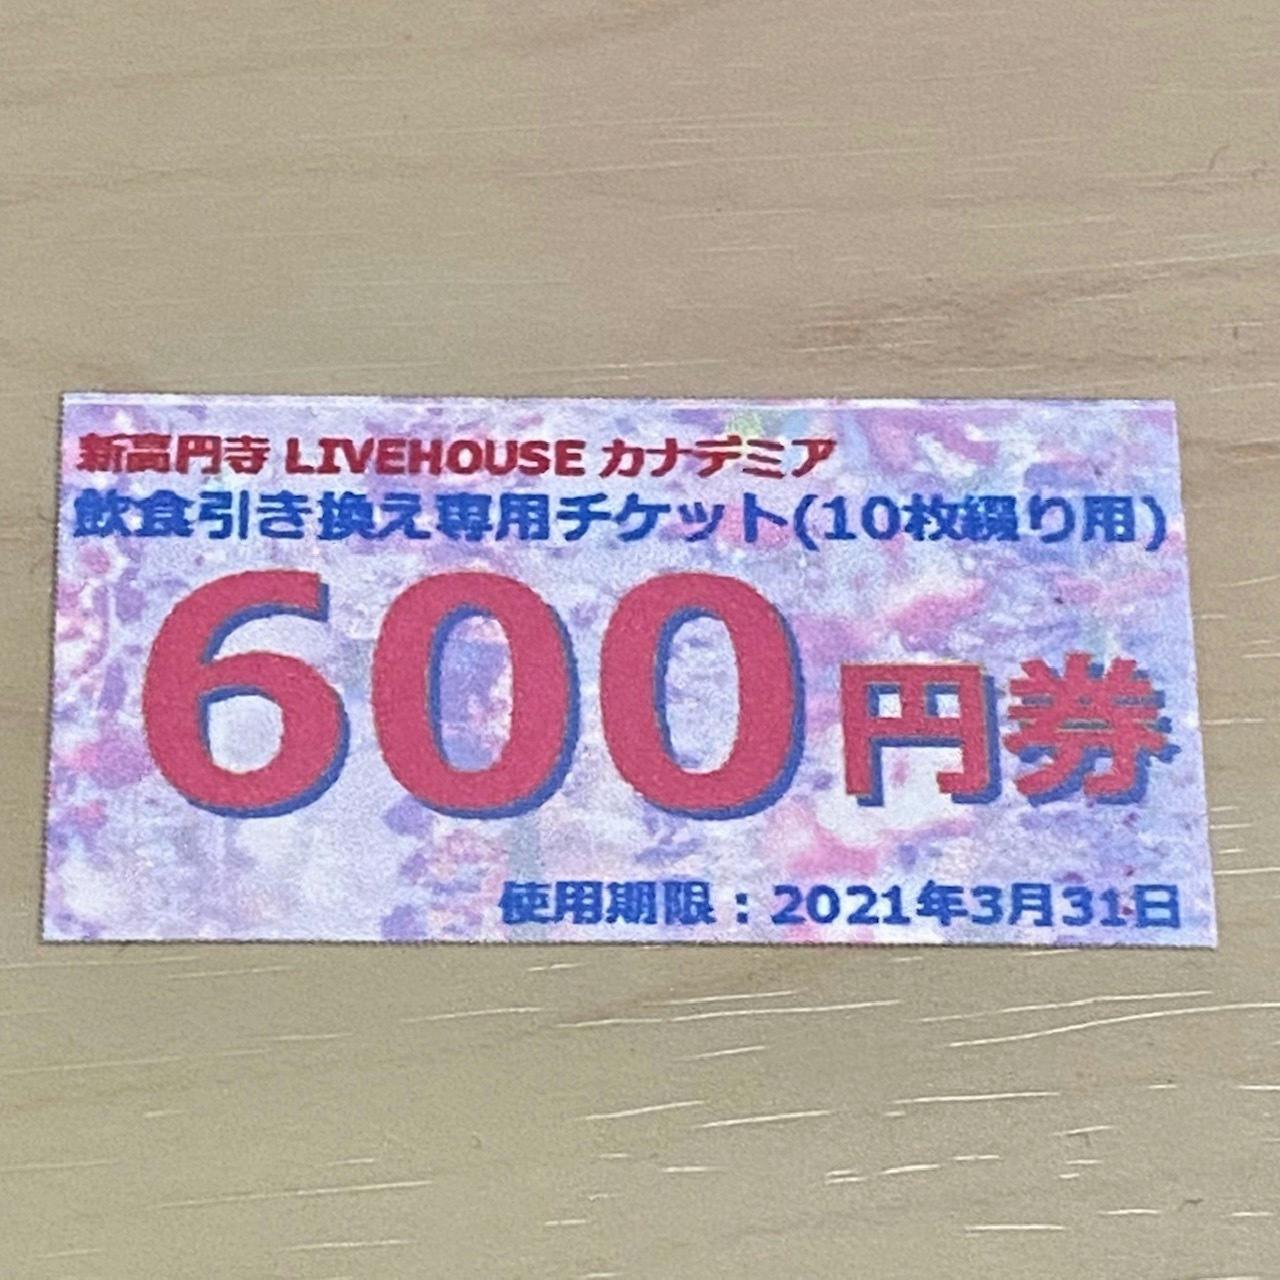 新高円寺 LIVEHOUSE カナデミア
飲食引き換え専用チケット(10枚綴り用)
600円券
使用期限：2021年3月31日